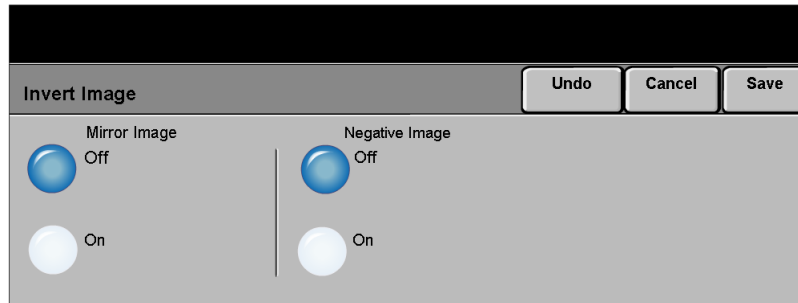 Invert Image
Undo
Cancel
Save
Mirror Image
Off
On
Negative Image
Off
On